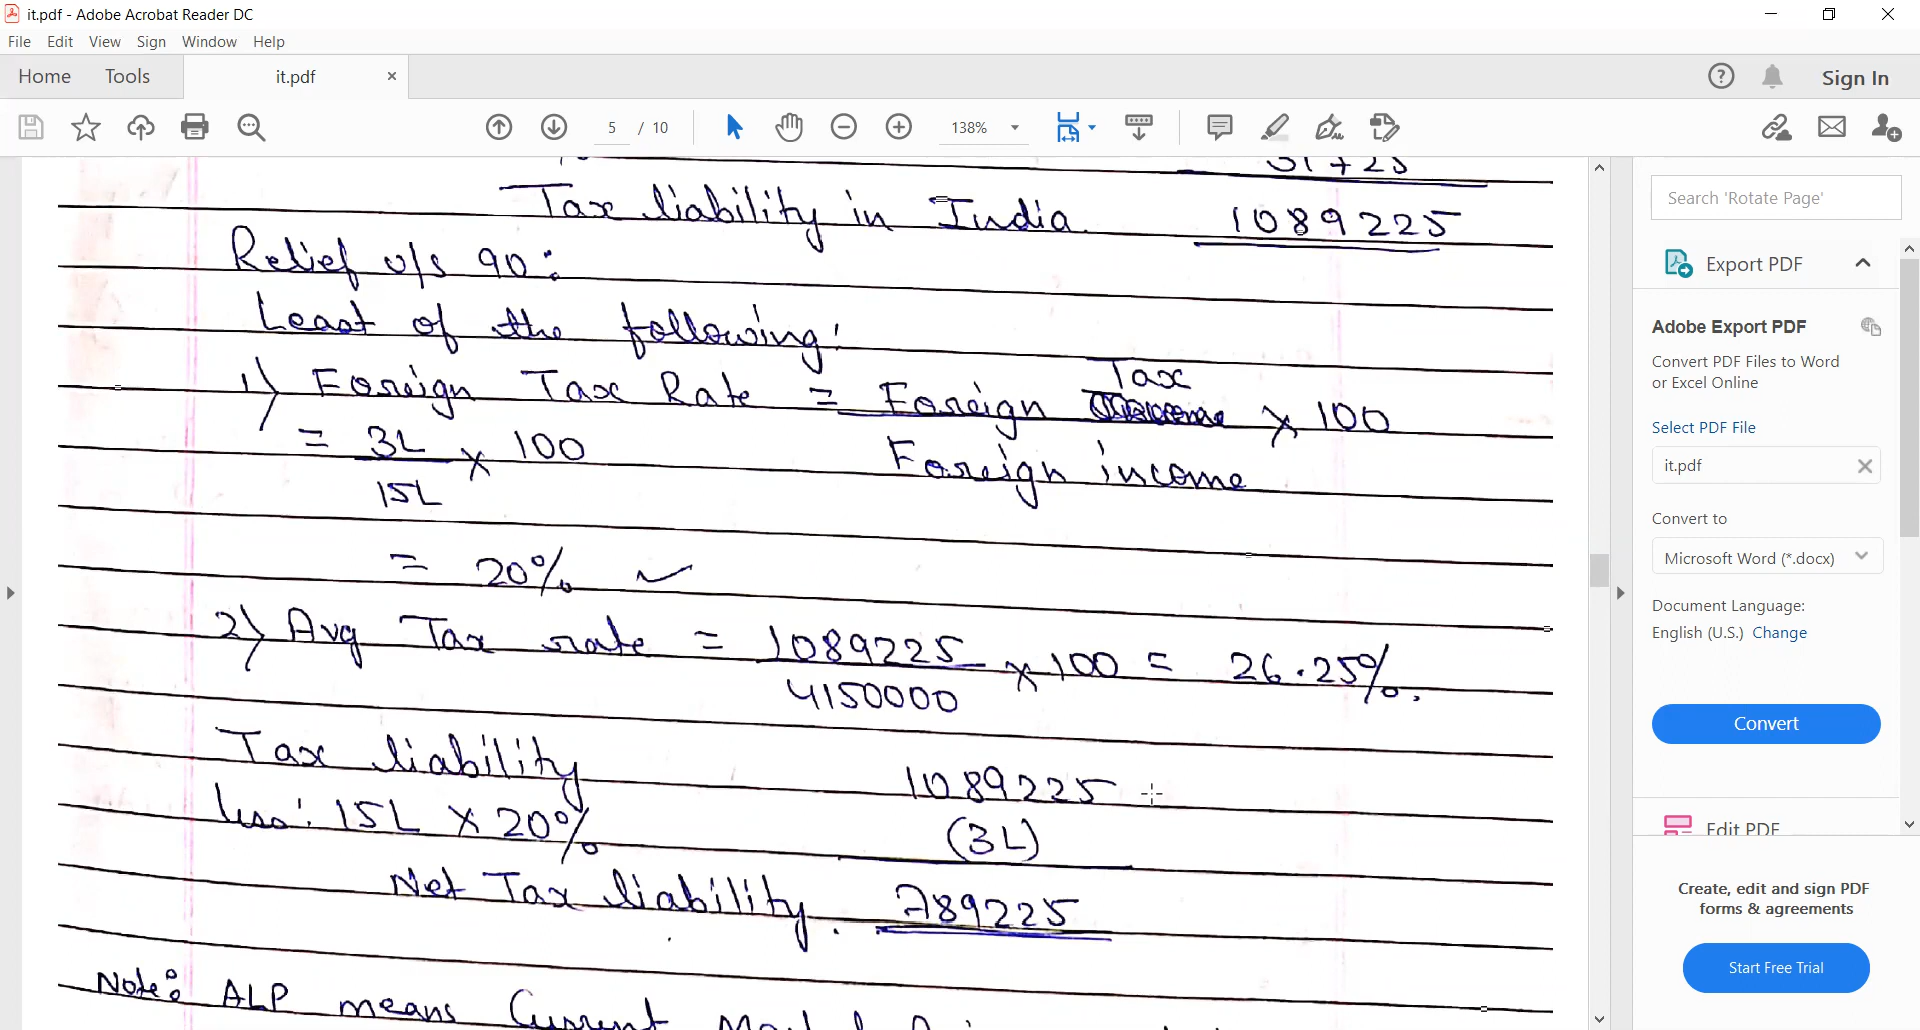 it.pdf - Adobe Acrobat Reader DC
File Edit View Sign Window Help
Home Tools it.pdf × Sign In
5 / 10 138%
31725
Tax liability in India. 1089225
Relief u/s 90:
Least of the following:
1) Foreign Tax Rate = Foreign Tax × 100
Foreign income
= 3L × 100
15L
= 20% ✓
2) Avg Tax rate = 1089225 × 100 = 26.25%.
4150000
Tax liability 1089225
less: 15L × 20% (3L)
Net Tax liability. 789225
Note: ALP means Current
Search 'Rotate Page'
Export PDF
Adobe Export PDF
Convert PDF Files to Word
or Excel Online
Select PDF File
it.pdf
Convert to
Microsoft Word (*.docx)
Document Language:
English (U.S.) Change
Convert
Edit PDF
Create, edit and sign PDF
forms & agreements
Start Free Trial